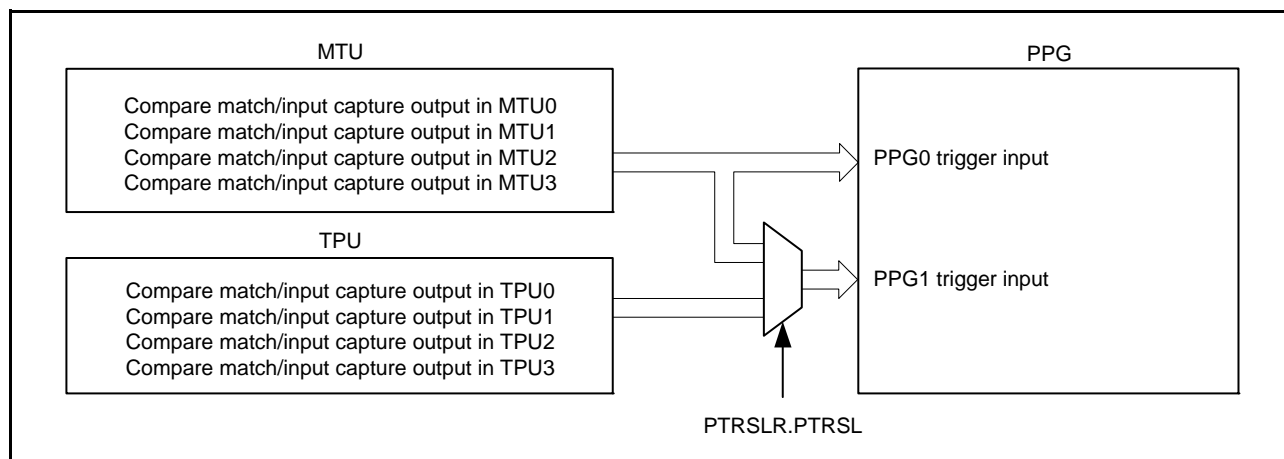 MTU
Compare match/input capture output in MTU0
Compare match/input capture output in MTU1
Compare match/input capture output in MTU2
Compare match/input capture output in MTU3
TPU
Compare match/input capture output in TPU0
Compare match/input capture output in TPU1
Compare match/input capture output in TPU2
Compare match/input capture output in TPU3
PTRSLR.PTRSL
PPG
PPG0 trigger input
PPG1 trigger input